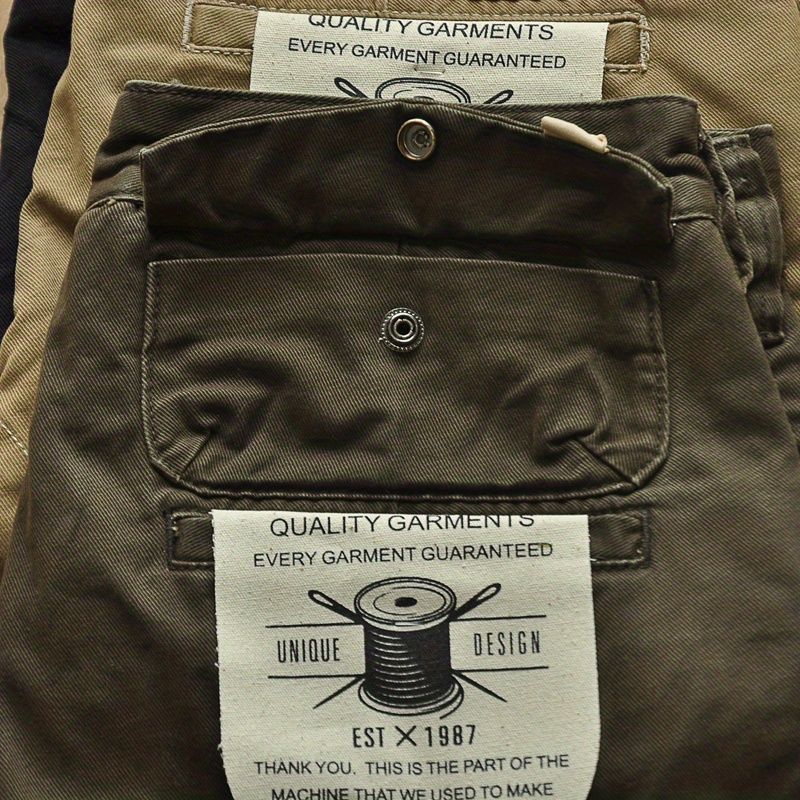 QUALITY GARMENTS
EVERY GARMENT GUARANTEED
QUALITY GARMENTS
EVERY GARMENT GUARANTEED
UNIQUE DESIGN
EST X 1987
THANK YOU. THIS IS THE PART OF THE
MACHINE THAT WE USED TO MAKE